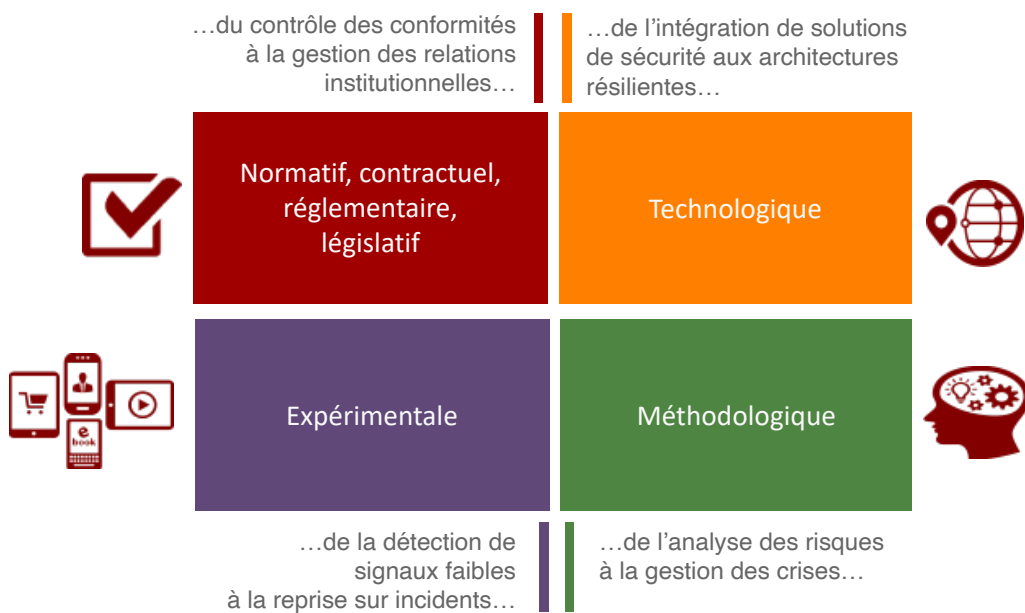 …du contrôle des conformités
à la gestion des relations
institutionnelles…
…de l’intégration de solutions
de sécurité aux architectures
résilientes…
Normatif, contractuel,
réglementaire,
législatif
Technologique
e
book
Expérimentale
Méthodologique
…de la détection de
signaux faibles
à la reprise sur incidents…
…de l’analyse des risques
à la gestion des crises…